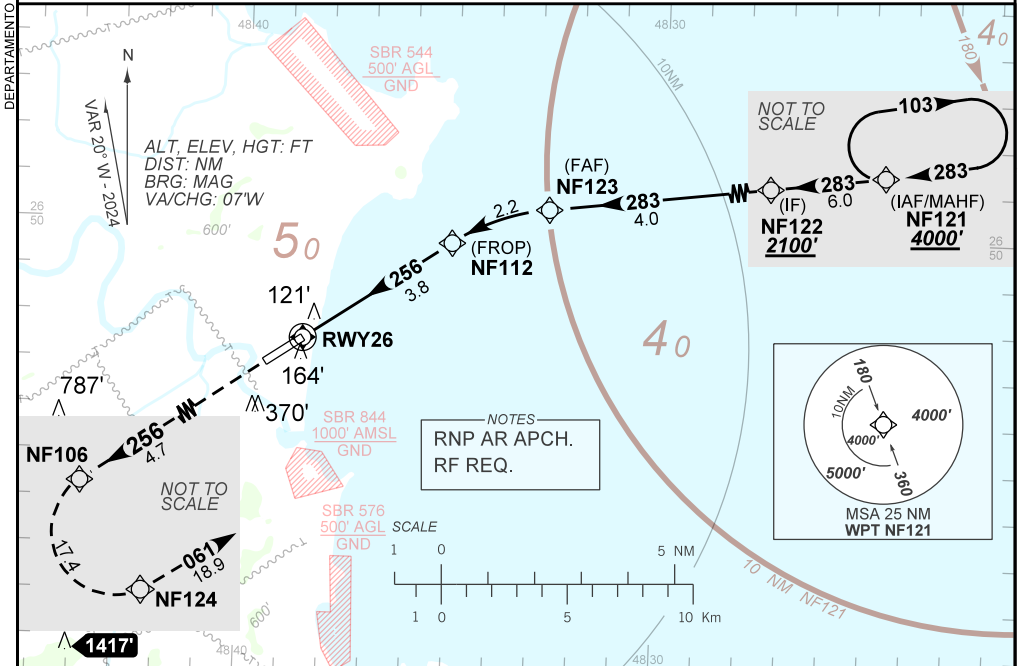 DEPARTAMENTO
48 40
48 30
SBR 544
500' AGL
GND
N
VAR 20° W - 2024
ALT, ELEV, HGT: FT
DIST: NM
BRG: MAG
VA/CHG: 07'W
26
50
600'
50
10NM
180
40
NOT TO
SCALE
103
283
283
6.0
(IAF/MAHF)
NF121
4000'
(IF)
NF122
2100'
26
50
(FAF)
NF123
283
4.0
2.2
(FROP)
NF112
256
3.8
121'
RWY26
164'
40
787'
370'
SBR 844
1000' AMSL
GND
NOTES
RNP AR APCH.
RF REQ.
180
10NM
4000'
4000'
5000'
360
MSA 25 NM
WPT NF121
256
4.7
NF106
NOT TO
SCALE
17.4
061
18.9
NF124
SBR 576
500' AGL
GND
SCALE
1 0 5 NM
1 0 5 10 Km
10 NM NF121
600'
1417'
48 40
48 30